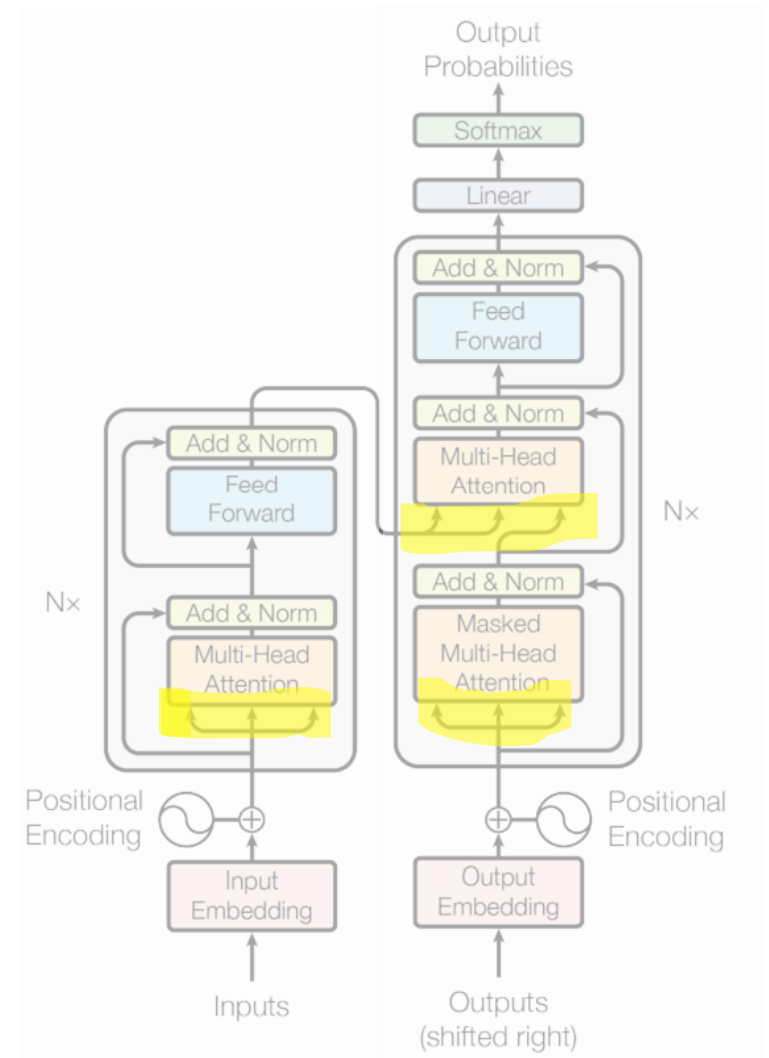 Output
Probabilities
Softmax
Linear
Add & Norm
Feed
Forward
Add & Norm
Multi-Head
Attention
Nx
Add & Norm
Masked
Multi-Head
Attention
Add & Norm
Feed
Forward
Nx
Add & Norm
Multi-Head
Attention
Positional
Encoding
Positional
Encoding
Input
Embedding
Output
Embedding
Inputs
Outputs
(shifted right)